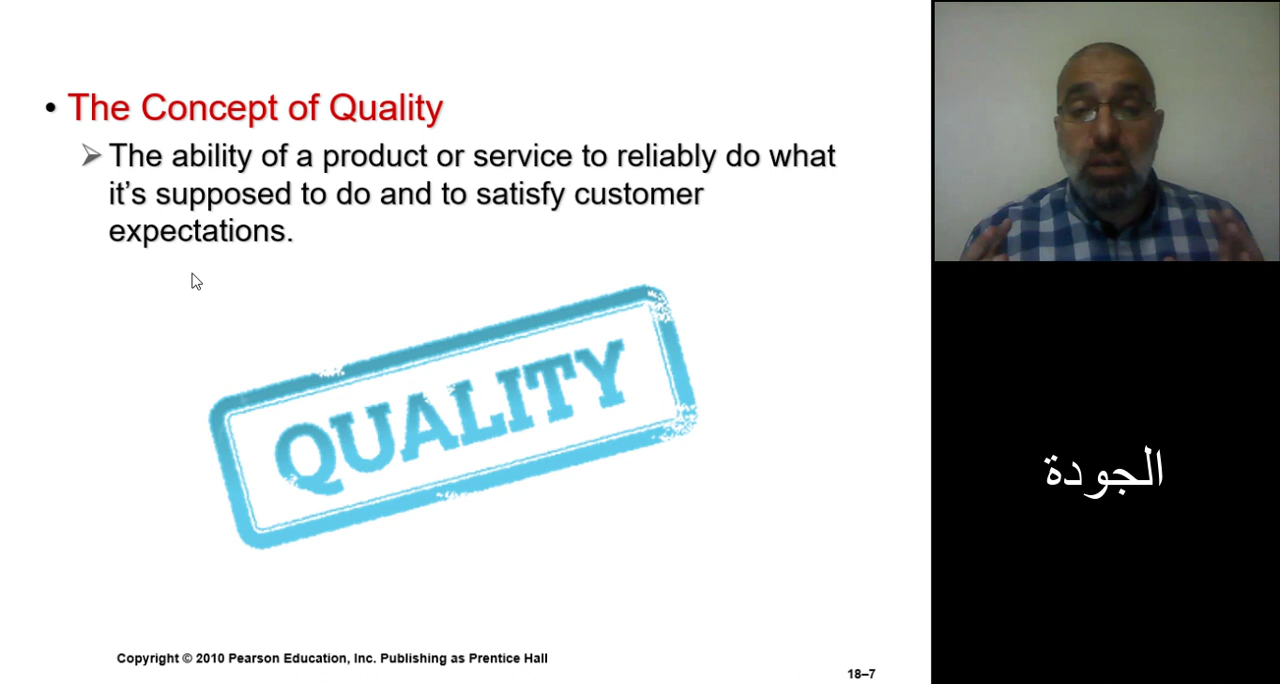 • The Concept of Quality
The ability of a product or service to reliably do what
it’s supposed to do and to satisfy customer
expectations.
QUALITY
الجودة
Copyright © 2010 Pearson Education, Inc. Publishing as Prentice Hall
18–7